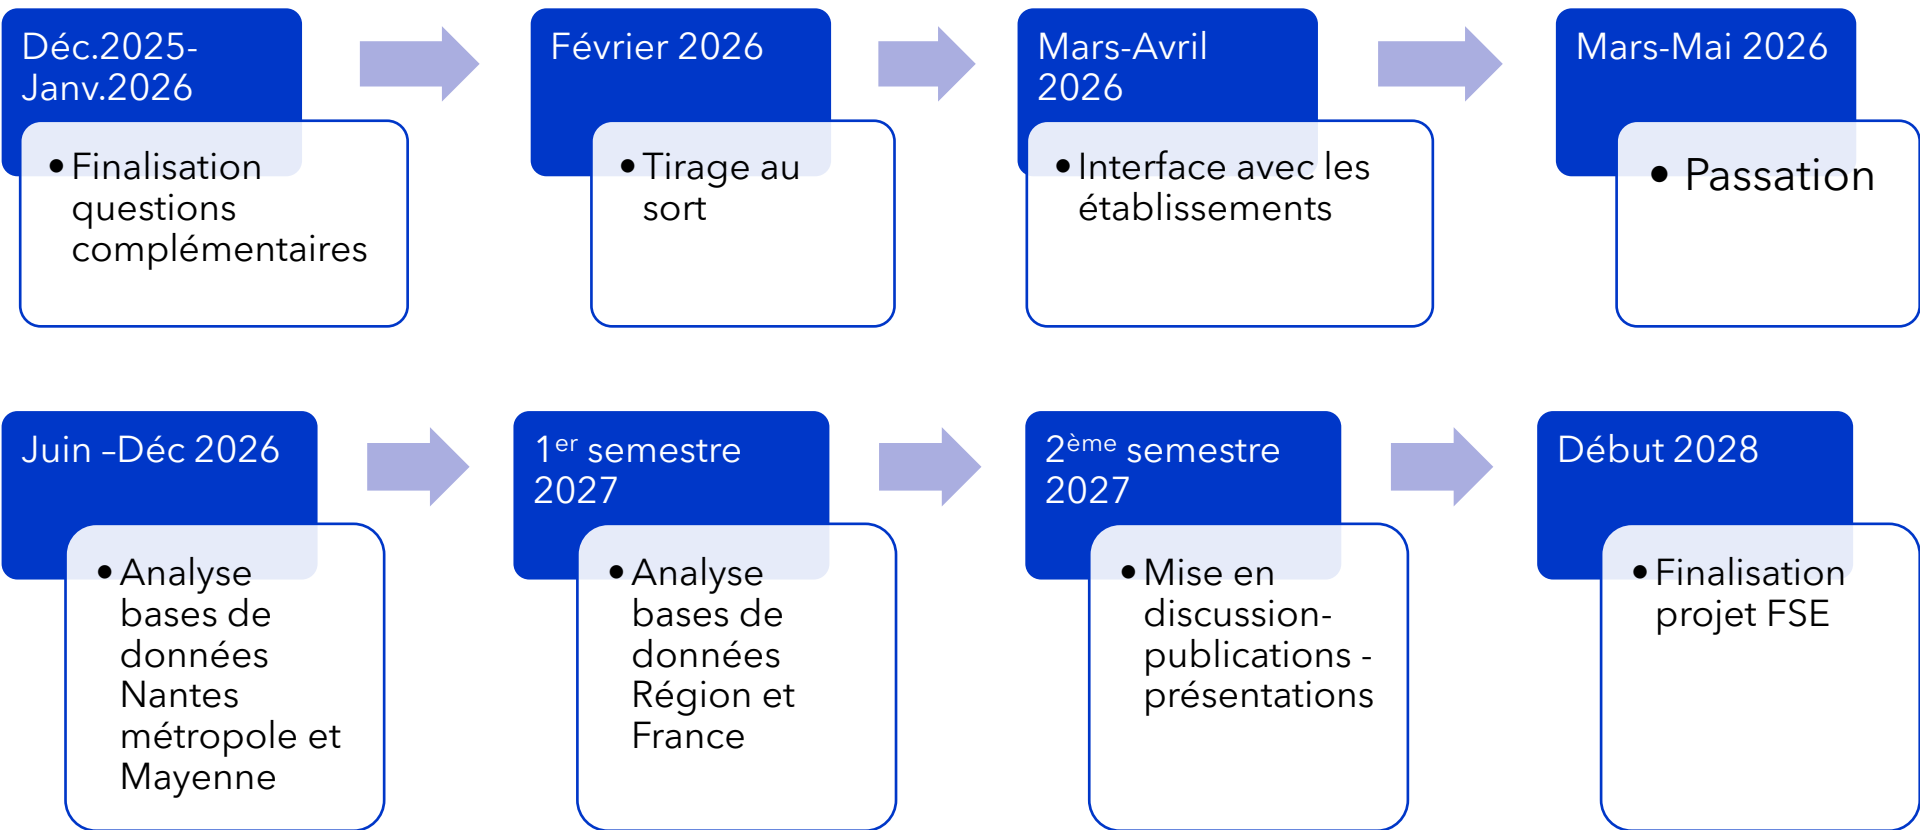 Déc.2025-
Janv.2026
• Finalisation
questions
complémentaires
Février 2026
• Tirage au
sort
Mars-Avril
2026
• Interface avec les
établissements
Mars-Mai 2026
• Passation
Juin –Déc 2026
• Analyse
bases de
données
Nantes
métropole et
Mayenne
1er semestre
2027
• Analyse
bases de
données
Région et
France
2ème semestre
2027
• Mise en
discussion-
publications -
présentations
Début 2028
• Finalisation
projet FSE